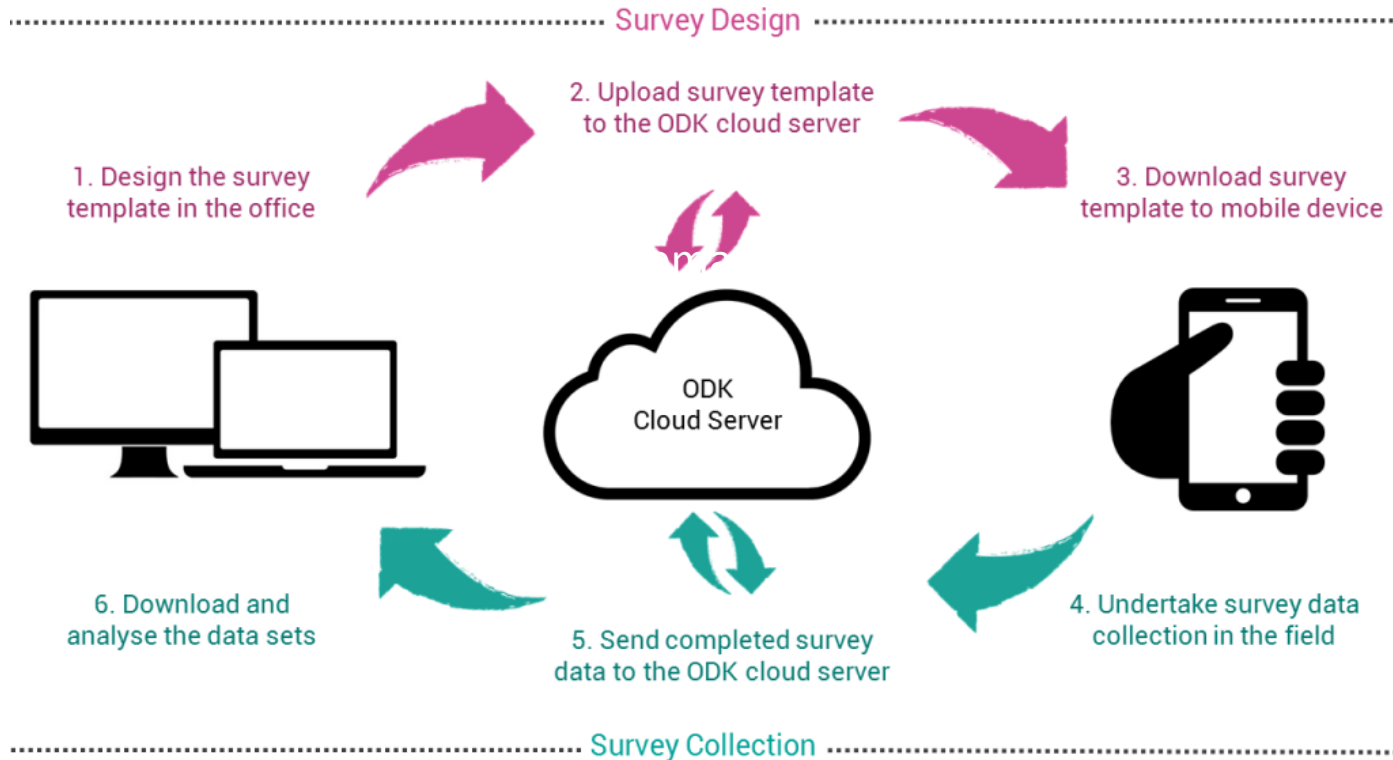 Survey Design
2. Upload survey template
to the ODK cloud server
1. Design the survey
template in the office
3. Download survey
template to mobile device
ODK
Cloud Server
6. Download and
analyse the data sets
5. Send completed survey
data to the ODK cloud server
4. Undertake survey data
collection in the field
Survey Collection